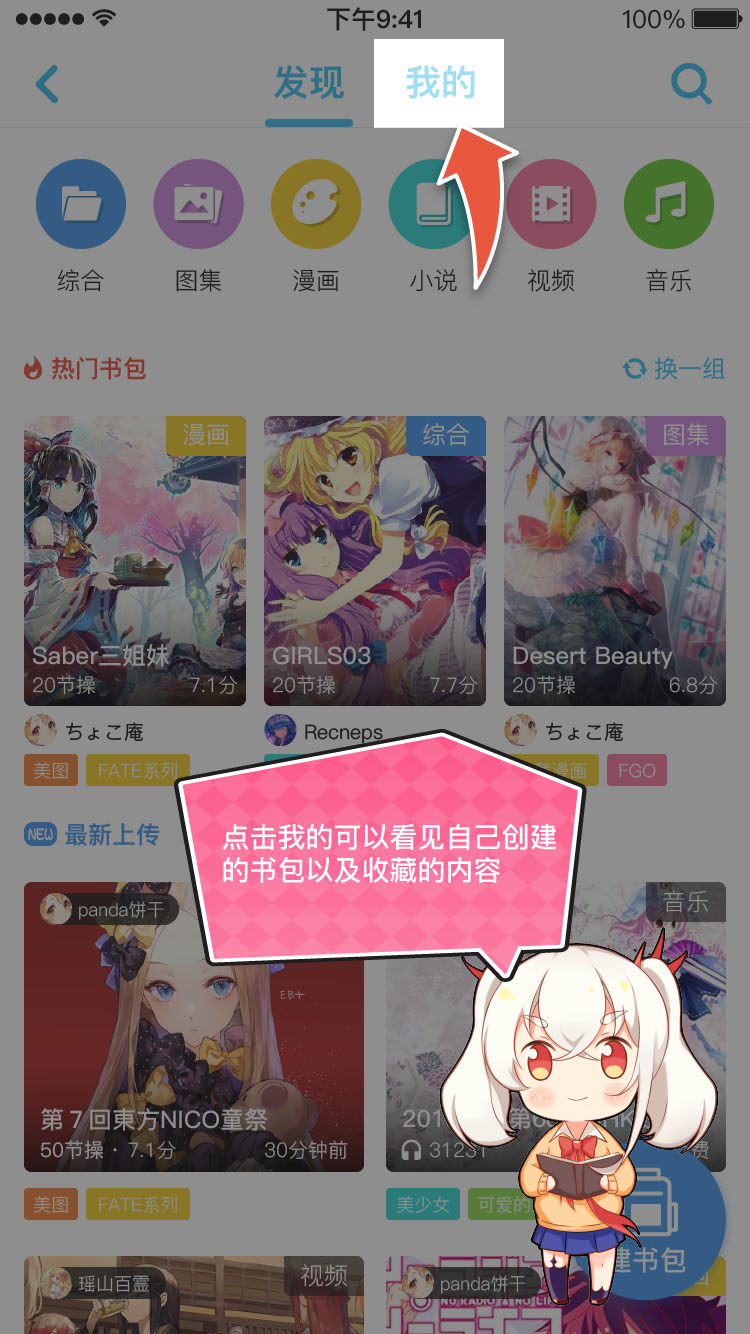 下午9:41
100%
发现
我的
综合
图集
漫画
小说
视频
音乐
热门书包
换一组
漫画
综合
图集
Saber三姐妹
GIRLS03
Desert Beauty
20节操
7.1分
20节操
7.7分
20节操
6.8分
ちょこ庵
Recneps
ちょこ庵
美图
FATE系列
漫画
FGO
NEW
最新上传
点击我的可以看见自己创建
的书包以及收藏的内容
panda饼干
音乐
EB+
第7回東方NICO童祭
201
50节操 · 7.1分
30分钟前
3123
美图
FATE系列
美少女
可爱的
建书包
瑶山百霊
视频
panda饼干
NO RADIO
NO LIF